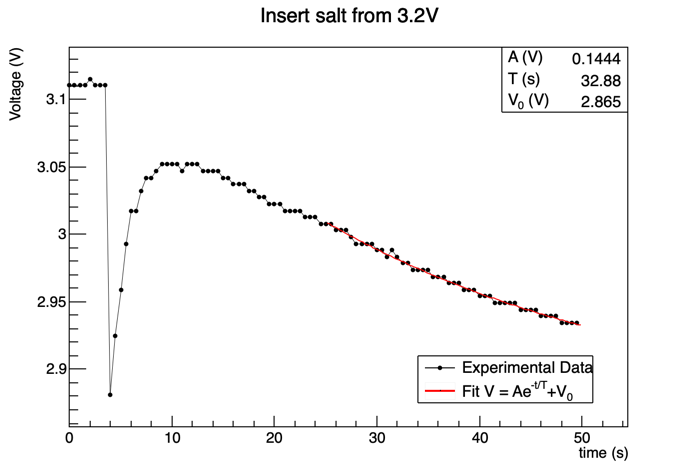 Insert salt from 3.2V
Voltage (V)
A (V) 0.1444
T (s) 32.88
V₀ (V) 2.865
3.1
3.05
3
2.95
2.9
Experimental Data
Fit V = Ae^-t/T+V₀
0 10 20 30 40 50
time (s)